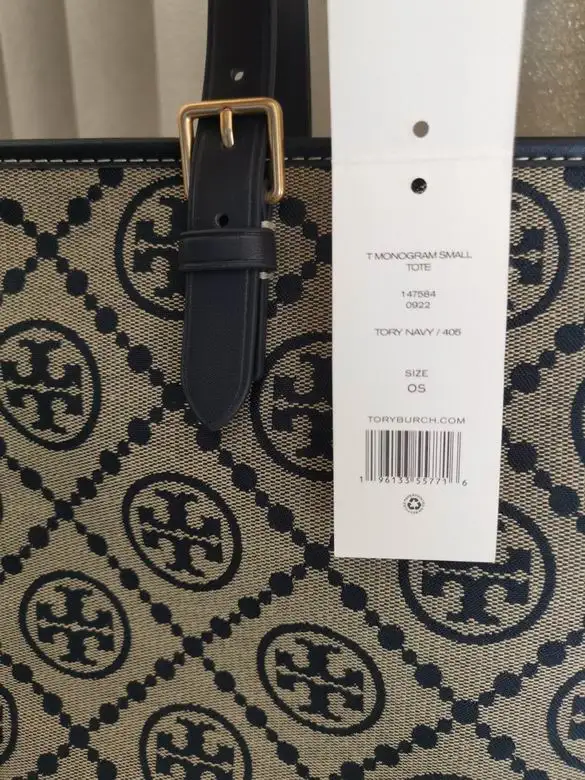 T MONOGRAM SMALL
TOTE
147584
0922
TORY NAVY / 405
SIZE
OS
TORYBURCH.COM
1 96133 55771 6